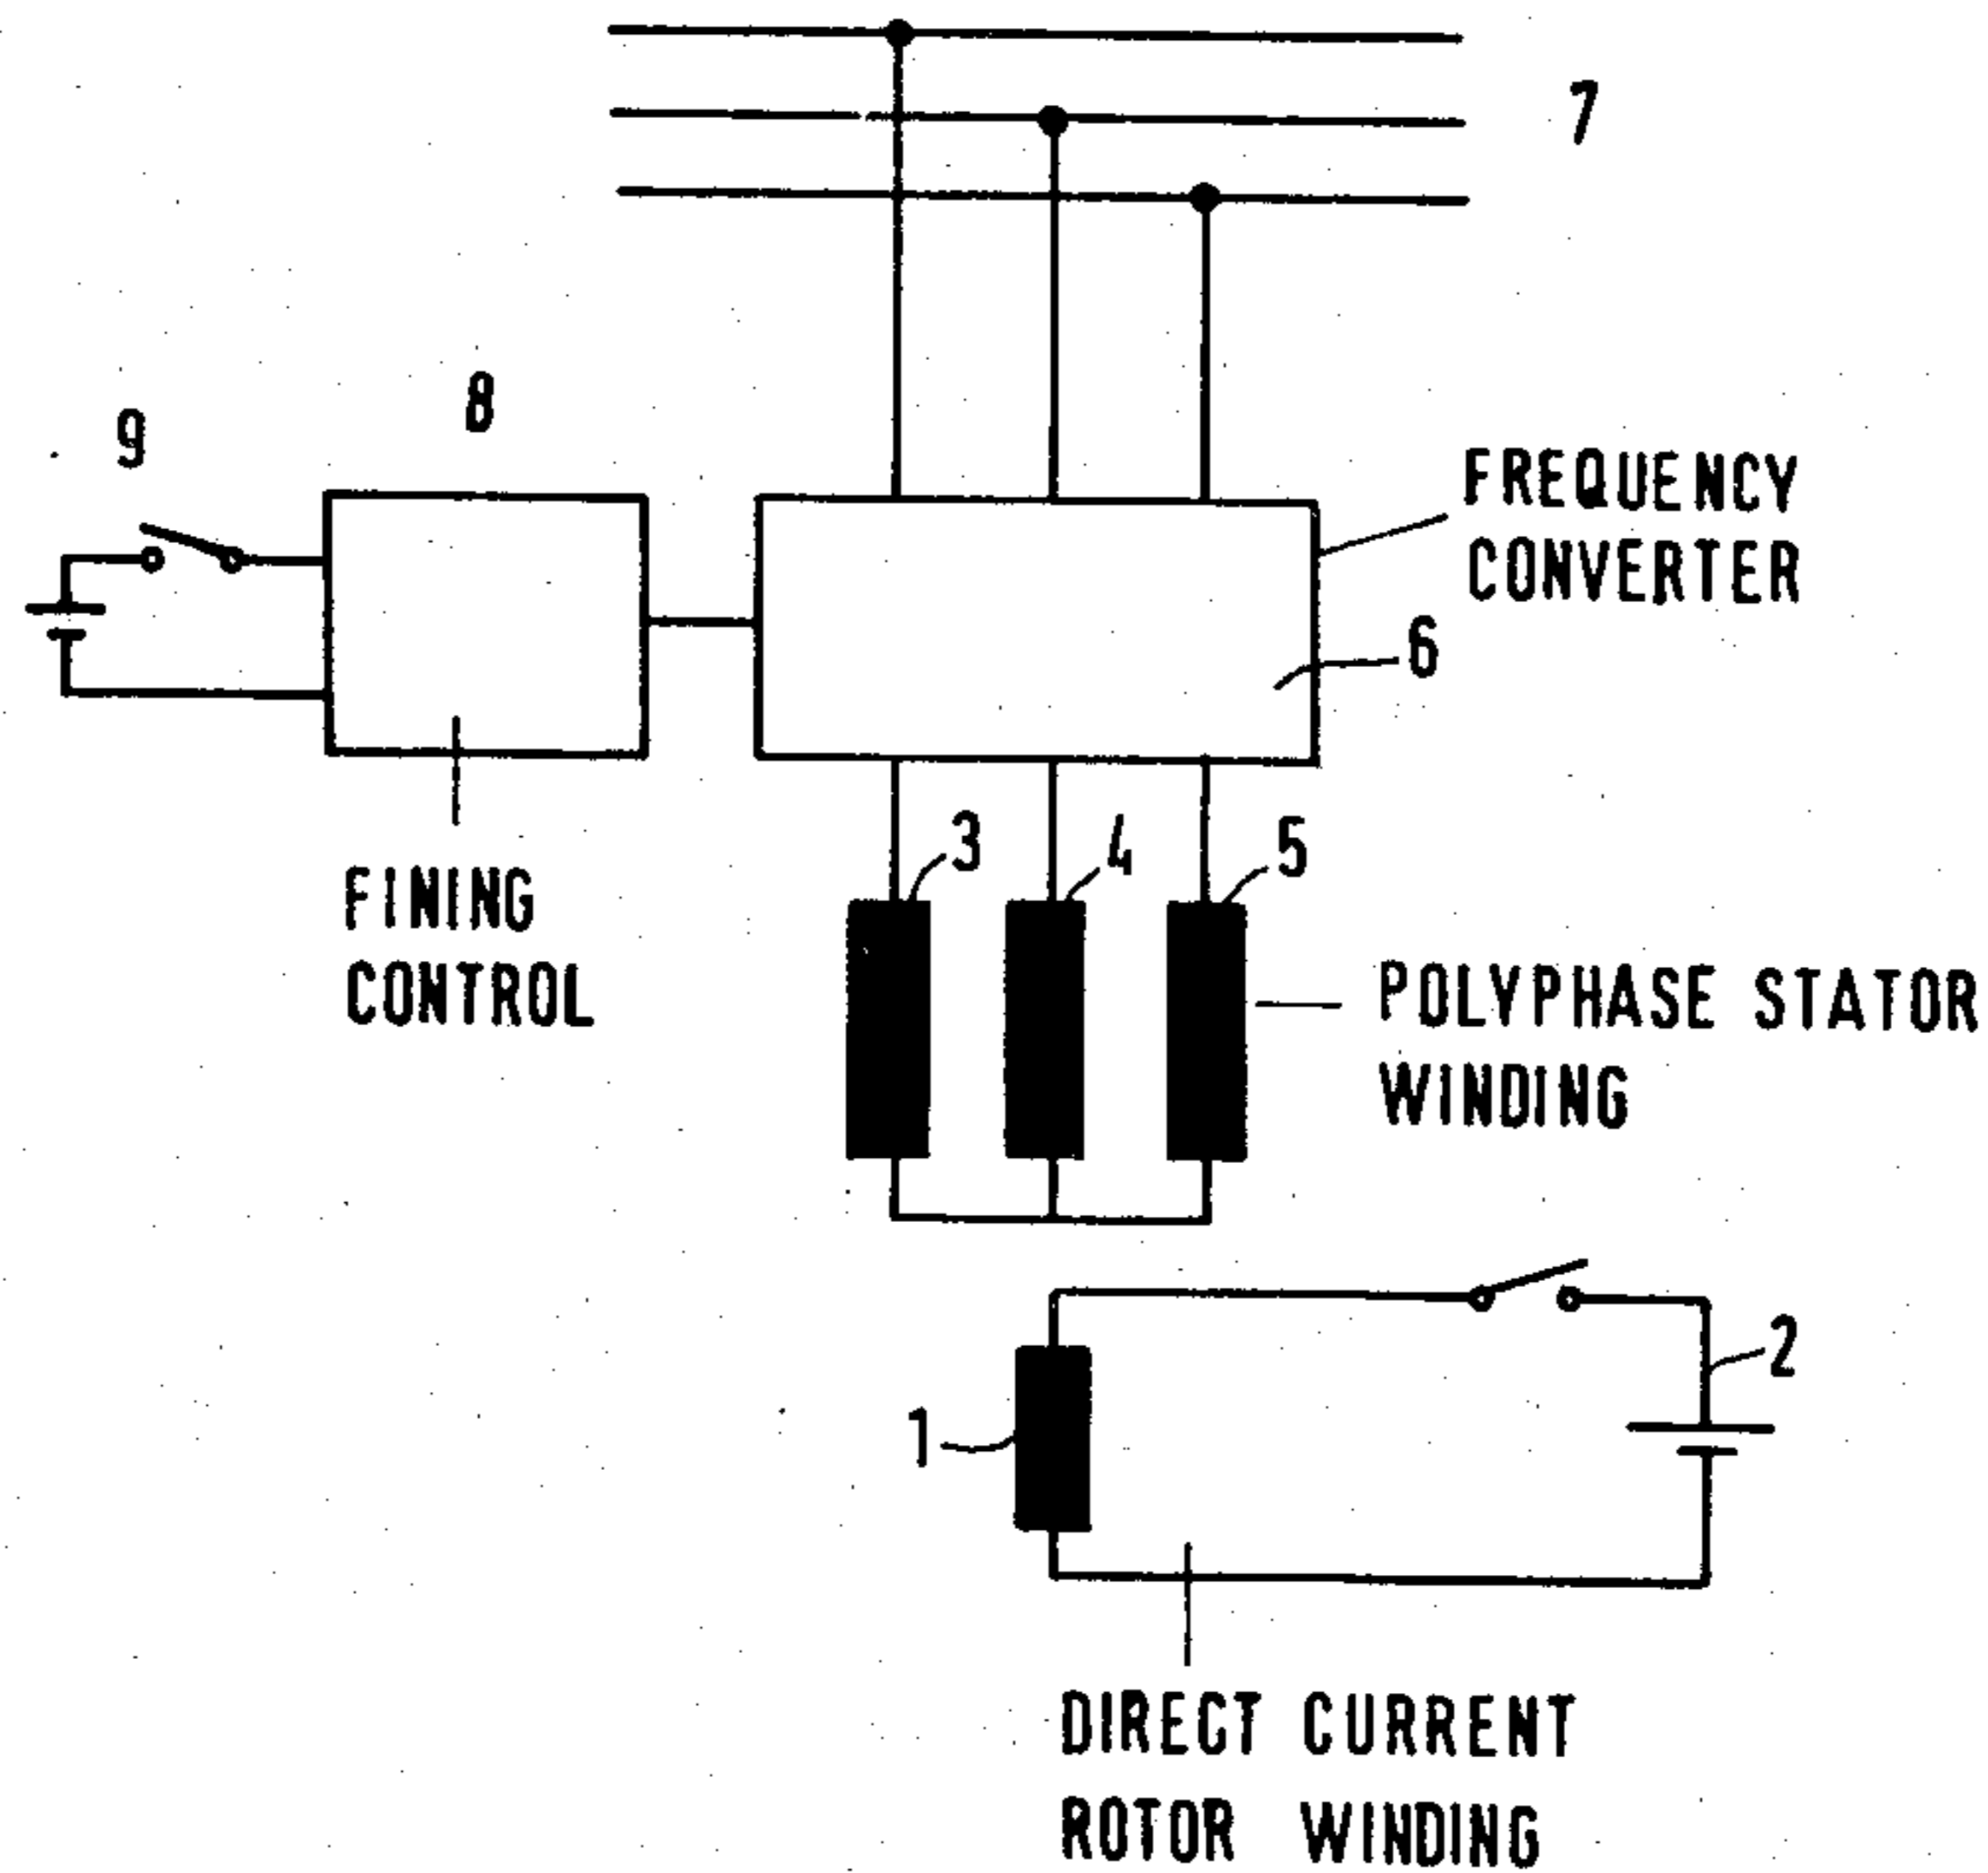 7
8
9
FREQUENCY
CONVERTER
6
3
4
5
FINING
CONTROL
POLYPHASE STATOR
WINDING
2
1
DIRECT CURRENT
ROTOR WINDING